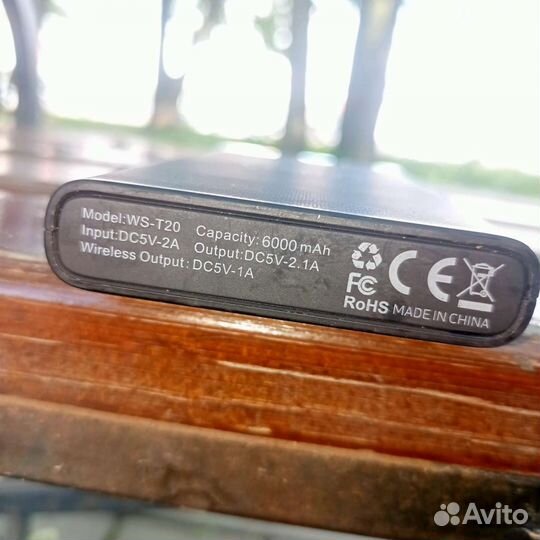 Model:WS-T20 Capacity: 6000 mAh
Input:DC5V-2A Output:DC5V-2.1A
Wireless Output: DC5V-1A
FC CE
RoHS MADE IN CHINA
Avito